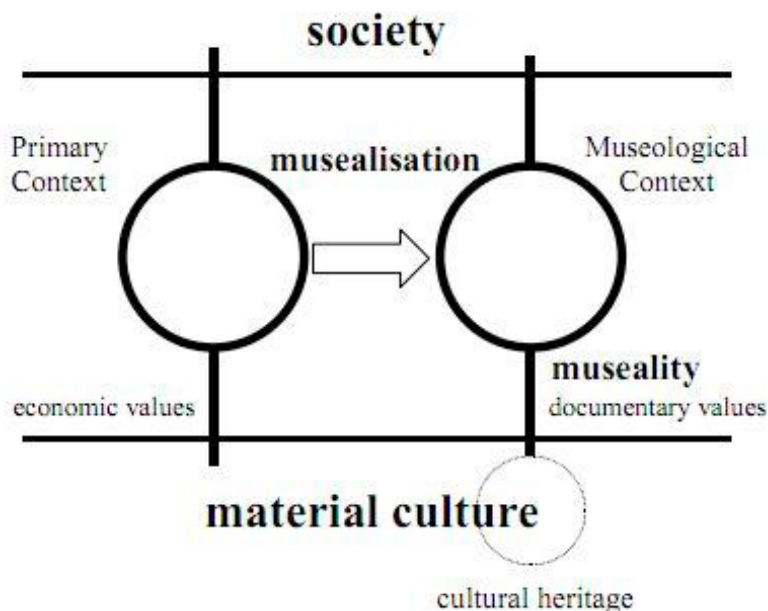 society
Primary
Context
musealisation
Museological
Context
museality
economic values
documentary values
material culture
cultural heritage